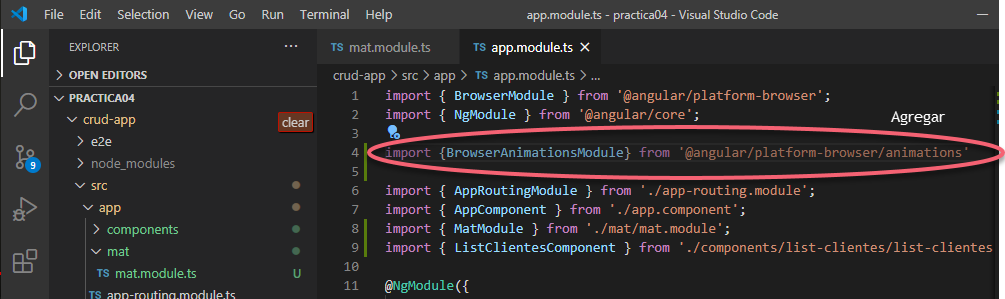 File Edit Selection View Go Run Terminal Help app.module.ts - practica04 - Visual Studio Code
EXPLORER ···
mat.module.ts app.module.ts ×
OPEN EDITORS
crud-app > src > app > app.module.ts > ...
PRACTICA04
crud-app clear
e2e
node_modules
src
app
components
mat
mat.module.ts U
app-routing.module.ts
9
1 import { BrowserModule } from '@angular/platform-browser';
2 import { NgModule } from '@angular/core';
3
Agregar
4 import {BrowserAnimationsModule} from '@angular/platform-browser/animations'
5
6 import { AppRoutingModule } from './app-routing.module';
7 import { AppComponent } from './app.component';
8 import { MatModule } from './mat/mat.module';
9 import { ListClientesComponent } from './components/list-clientes/list-clientes
10
11 @NgModule({